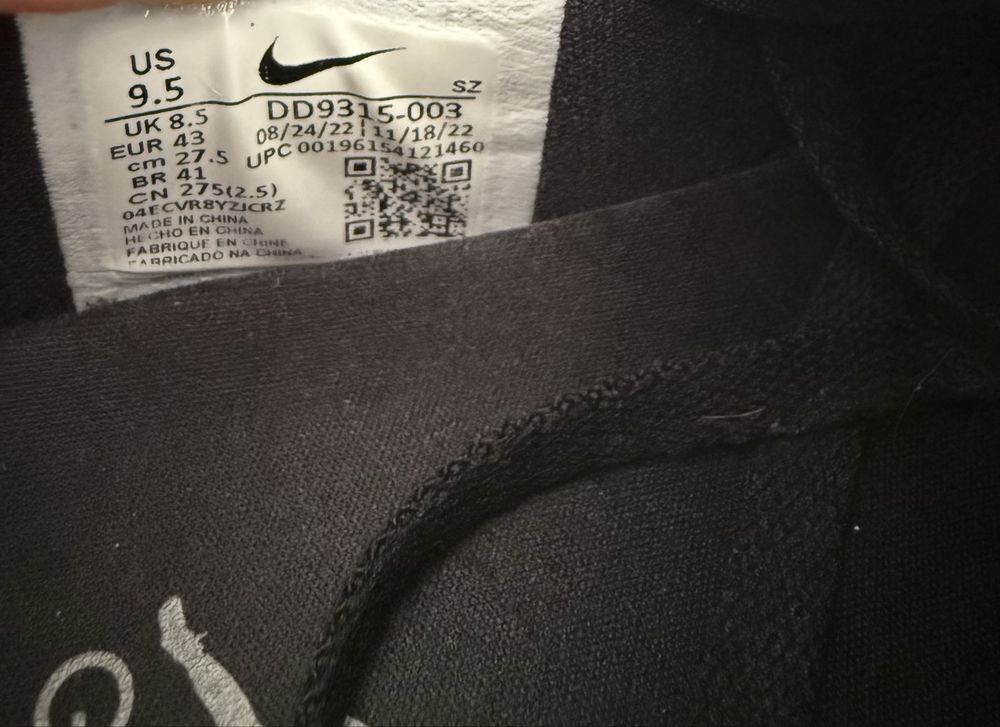 US
9.5
SZ
UK 8.5
EUR 43
cm 27.5
BR 41
CN 275(2.5)
04ECVR8YZJCRZ
MADE IN CHINA
HECHO EN CHINA
FABRIQUE EN CHINE
FABRICADO NA CHINA
DD9315-003
08/24/22 11/18/22
UPC 00196154121460